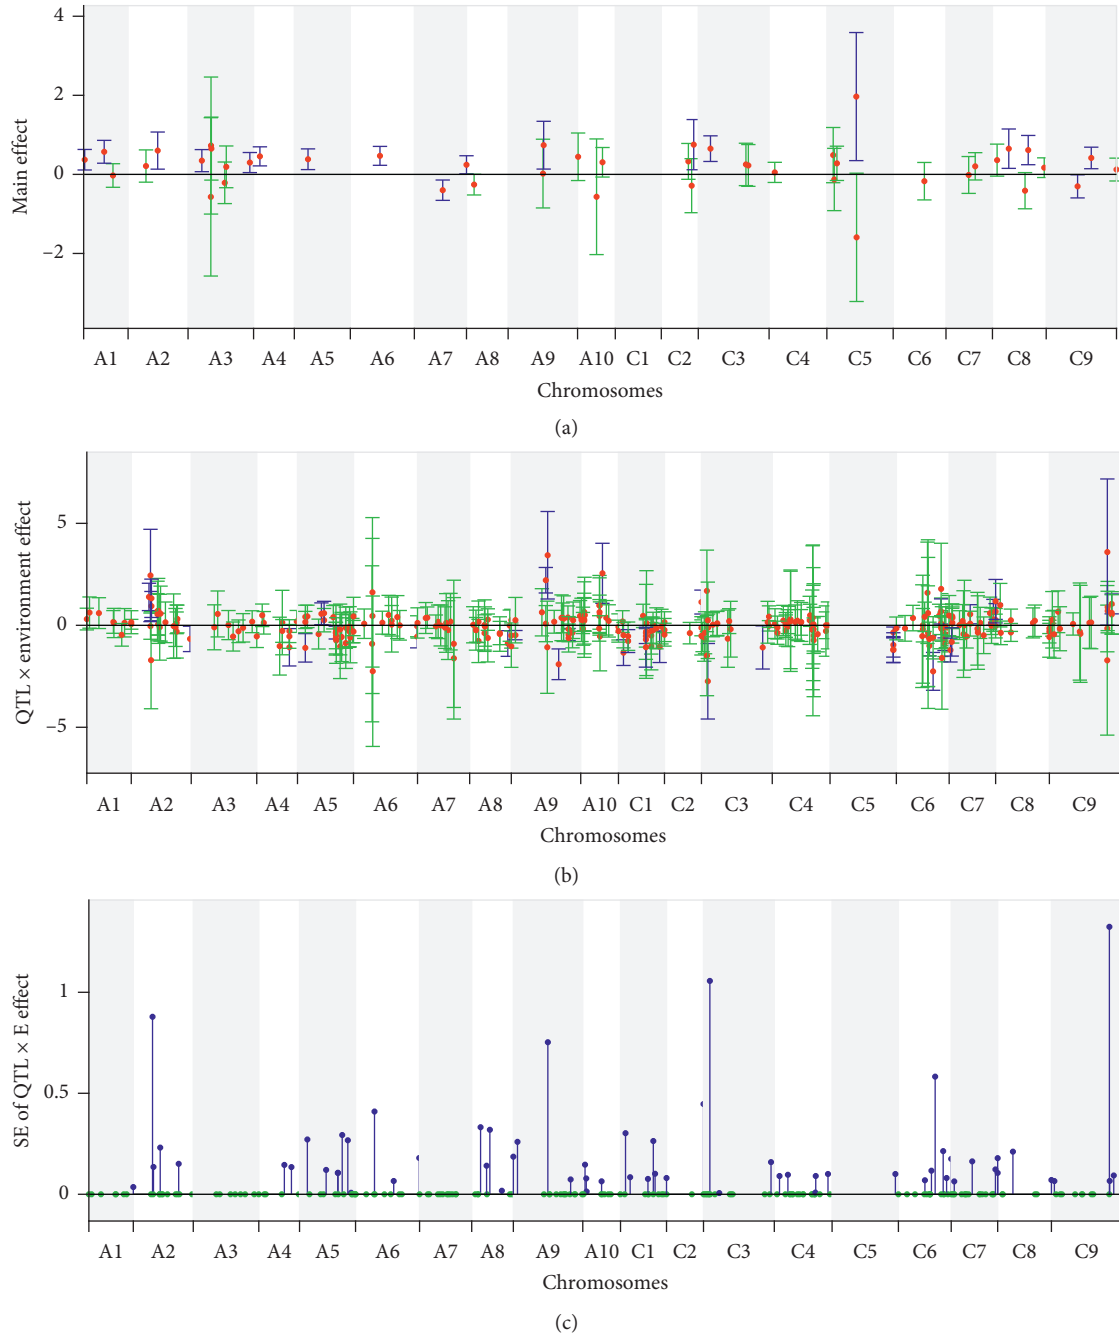 Main effect
4
2
0
−2
A1 A2 A3 A4 A5 A6 A7 A8 A9 A10 C1 C2 C3 C4 C5 C6 C7 C8 C9
Chromosomes
(a)
QTL × environment effect
5
0
−5
A1 A2 A3 A4 A5 A6 A7 A8 A9 A10 C1 C2 C3 C4 C5 C6 C7 C8 C9
Chromosomes
(b)
SE of QTL × E effect
1
0.5
0
A1 A2 A3 A4 A5 A6 A7 A8 A9 A10 C1 C2 C3 C4 C5 C6 C7 C8 C9
Chromosomes
(c)